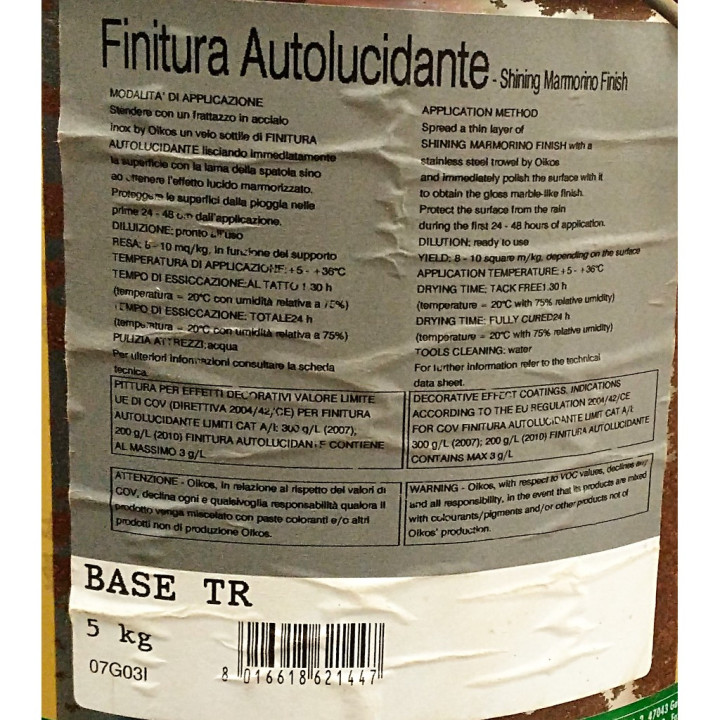 Finitura Autolucidante - Shining Marmorino Finish
MODALITA' DI APPLICAZIONE
Stendere con un frattazzo in acciaio
inox by Oikos un velo sottile di FINITURA
AUTOLUCIDANTE lisciando immediatamente
la superficie con la lama della spatola sino
l'effetto lucido marmorizzato.
le superfici dalla pioggia nelle
prime 24 - 48 dall'applicazione.
DILUIZIONE: pronto
RESA: 8 - 10 mq/kg, in funzione del supporto
TEMPERATURA DI APPLICAZIONE: +5 - +36°C
TEMPO DI ESSICCAZIONE:AL TATTO 1.30 h
(temperatura = 20°C con umidità relativa a 75%)
TEMPO DI ESSICCAZIONE: TOTALE24 h
(temperatura = 20°C con umidità relativa a 75%)
PULIZIA ATTREZZI:acqua
Per ulteriori informazioni consultare la scheda
tecnica.
PITTURA PER EFFETTI DECORATIVI VALORE LIMITE
UE DI COV (DIRETTIVA 2004/42/CE) PER FINITURA
AUTOLUCIDANTE LIMITI CAT A/l: 300 g/L (2007);
200 g/L (2010) FINITURA AUTOLUCIDANTE CONTIENE
AL MASSIMO 3 g/L
ATTENZIONE - Oikos, in relazione al rispetto dei valori di
COV, declina ogni e qualsivoglia responsabilità qualora il
prodotto venga miscelato con paste coloranti e/o altri
prodotti non di produzione Oikos.
APPLICATION METHOD
Spread a thin layer of
SHINING MARMORINO FINISH with a
stainless steel trowel by Oikos
and immediately polish the surface with it
to obtain the gloss marble-like finish.
Protect the surface from the rain
during the first 24 - 48 hours of application.
DILUTION: ready to use
YIELD: 8 - 10 square m/kg, depending on the surface
APPLICATION TEMPERATURE: +5 - +36°C
DRYING TIME: TACK FREE1.30 h
(temperature = 20°C with 75% relative umidity)
DRYING TIME: FULLY CURED24 h
(temperature = 20°C with 75% relative umidity)
TOOLS CLEANING: water
For further information refer to the technical
data sheet.
DECORATIVE EFFECT COATINGS. INDICATIONS
ACCORDING TO THE EU REGULATION 2004/42/CE
FOR COV FINITURA AUTOLUCIDANTE LIMIT CAT A/l:
300 g/L (2007); 200 g/L (2010) FINITURA AUTOLUCIDANTE
CONTAINS MAX 3 g/L
WARNING - Oikos, with respect to VOC values, declines any
and all responsibility, in the event that its products are mixed
with colourants/pigments and/or other products not of
Oikos' production.
BASE TR
5 kg
07G03I
8 016618 621447
47043